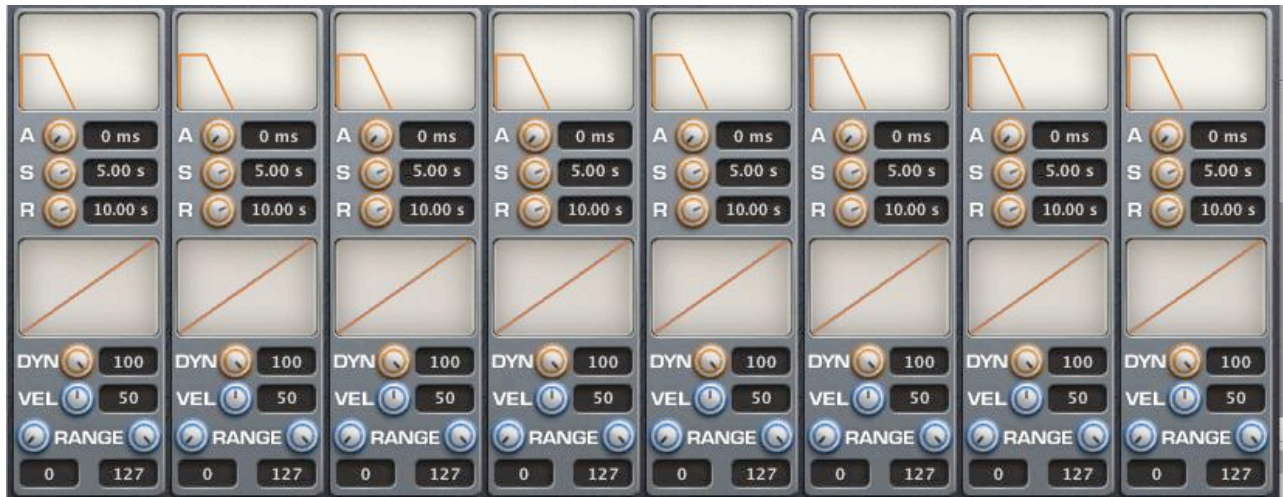 A 0 ms A 0 ms A 0 ms A 0 ms A 0 ms A 0 ms A 0 ms A 0 ms
S 5.00 s S 5.00 s S 5.00 s S 5.00 s S 5.00 s S 5.00 s S 5.00 s S 5.00 s
R 10.00 s R 10.00 s R 10.00 s R 10.00 s R 10.00 s R 10.00 s R 10.00 s R 10.00 s
DYN 100 DYN 100 DYN 100 DYN 100 DYN 100 DYN 100 DYN 100 DYN 100
VEL 50 VEL 50 VEL 50 VEL 50 VEL 50 VEL 50 VEL 50 VEL 50
RANGE RANGE RANGE RANGE RANGE RANGE RANGE RANGE
0 127 0 127 0 127 0 127 0 127 0 127 0 127 0 127